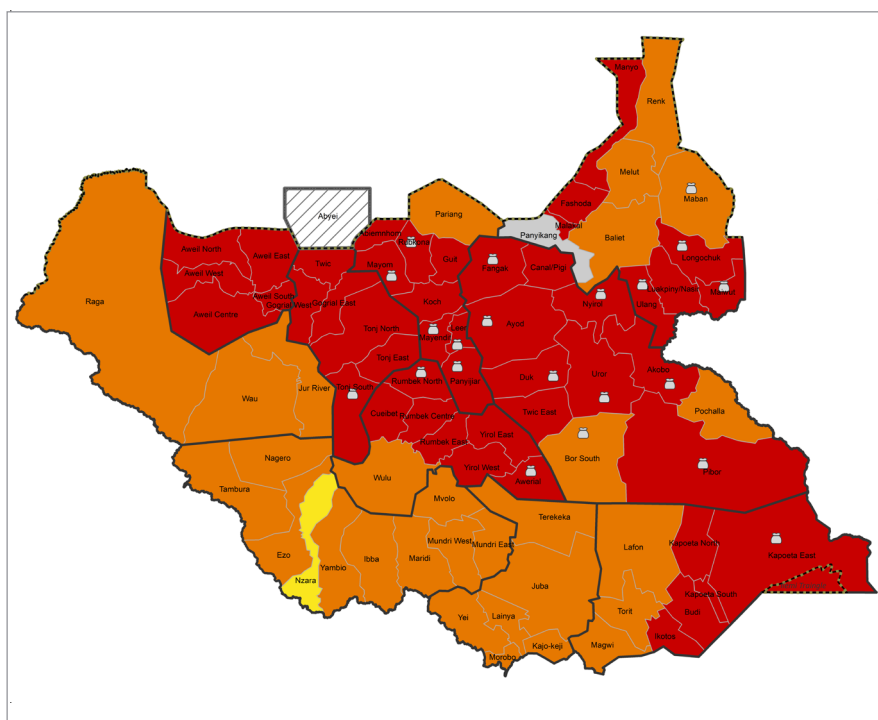 Manyo
Renk
Melut
Maban
Fashoda
Malakal
Baliet
Panyikang
Abyei
Pariang
Abiemnhom
Rubkona
Mayom
Guit
Fangak
Canal/Pigi
Longochuk
Luakpiny/Nasir
Maiwut
Ulang
Nyirol
Aweil North
Aweil East
Aweil West
Aweil South
Aweil Centre
Gogrial West
Gogrial East
Twic
Raga
Koch
Leer
Mayendit
Ayod
Tonj North
Tonj East
Tonj South
Panyijiar
Duk
Uror
Akobo
Pochalla
Rumbek North
Jur River
Wau
Cueibet
Rumbek Centre
Rumbek East
Twic East
Yirol East
Yirol West
Awerial
Bor South
Pibor
Nagero
Tambura
Wulu
Mvolo
Terekeka
Ezo
Nzara
Yambio
Ibba
Maridi
Mundri West
Mundri East
Lafon
Kapoeta North
Kapoeta East
Kapoeta South
Juba
Budi
Torit
Ikotos
Magwi
Yei
Lainya
Morobo
Kajo-keji